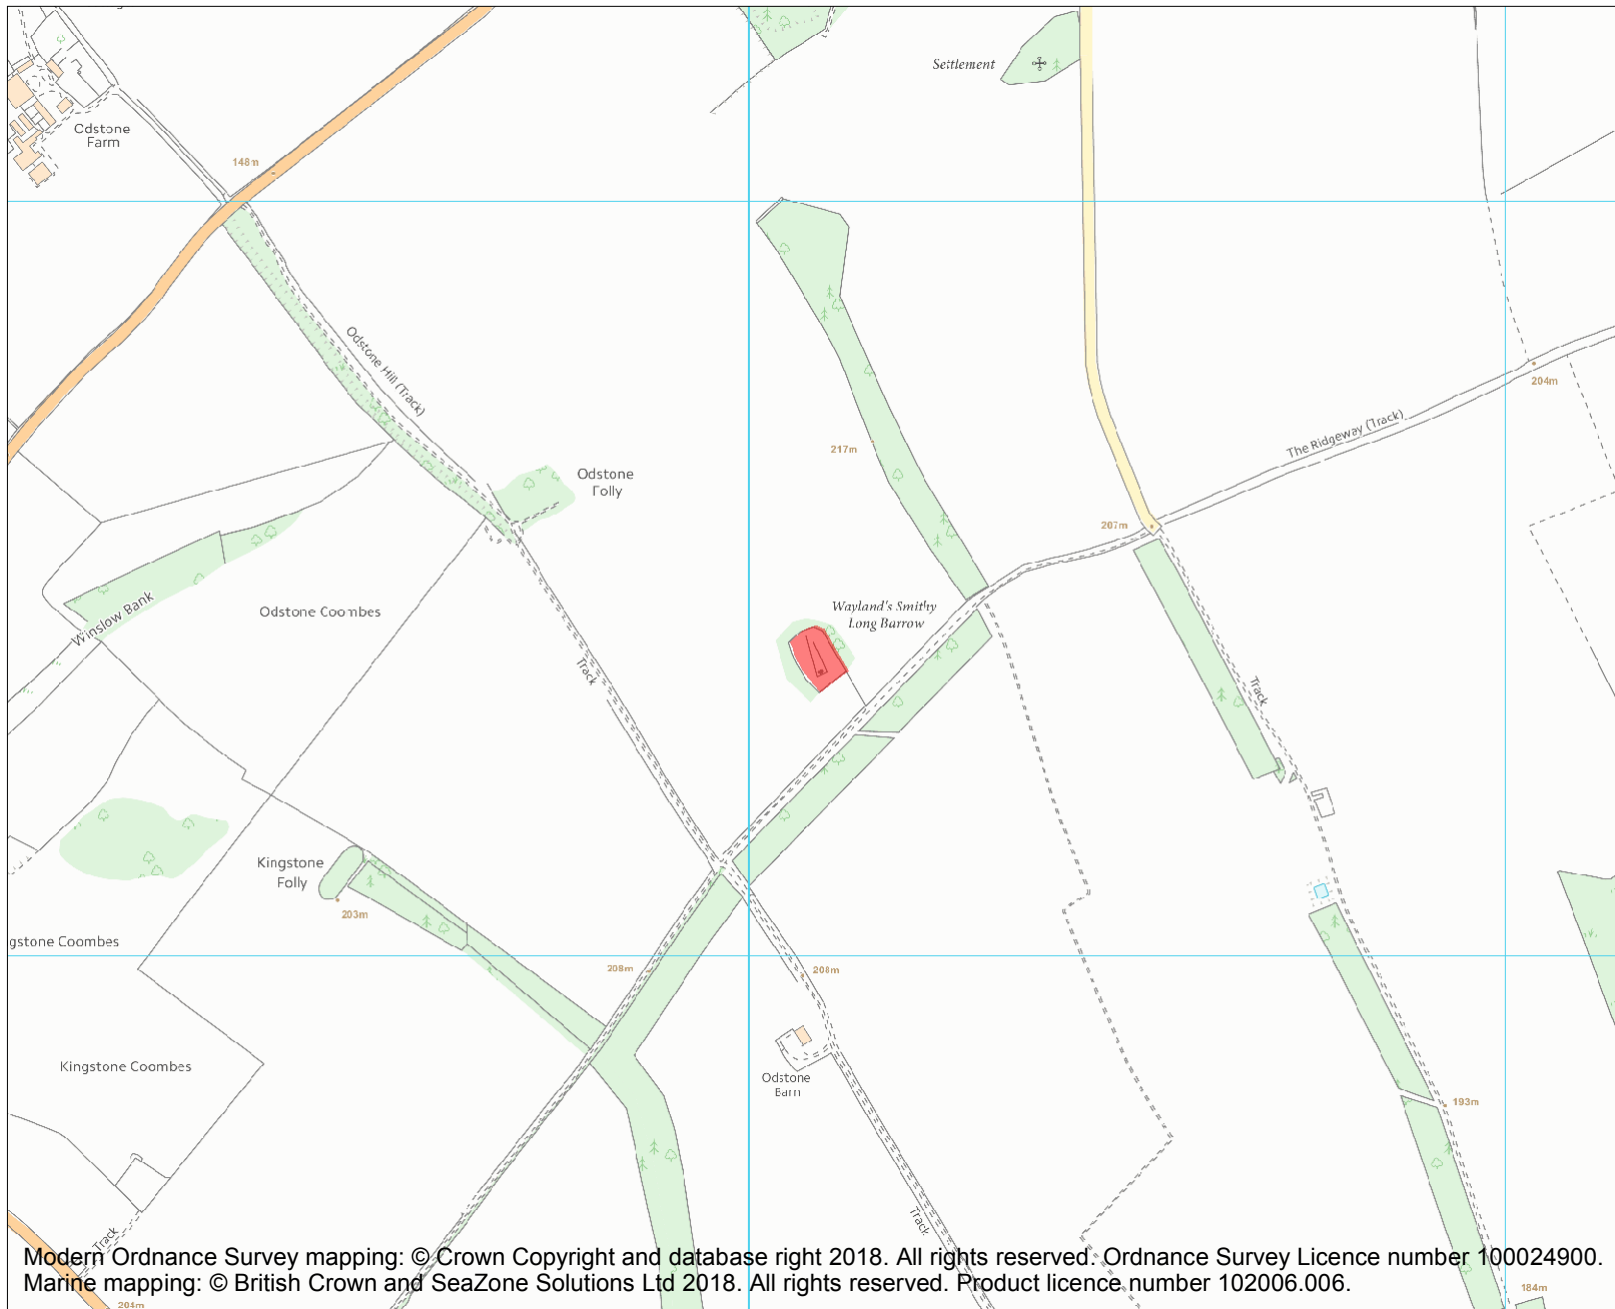 Settlement
Odstone
Farm
148m
Odstone Hill (Track)
204m
The Ridgeway (Track)
217m
Odstone
Folly
207m
Winslow Bank
Odstone Coombes
Wayland's Smithy
Long Barrow
Track
Track
Kingstone
Folly
203m
gstone Coombes
208m
208m
Kingstone Coombes
Odstone
Barn
193m
Track
Track
Modern Ordnance Survey mapping: © Crown Copyright and database right 2018. All rights reserved. Ordnance Survey Licence number 100024900.
Marine mapping: © British Crown and SeaZone Solutions Ltd 2018. All rights reserved. Product licence number 102006.006.
184m
204m